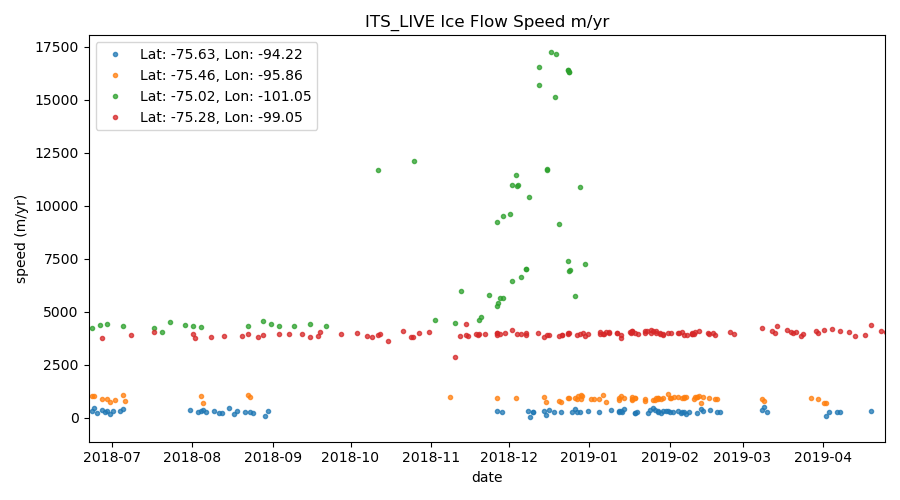 ITS_LIVE Ice Flow Speed m/yr
17500
15000
12500
10000
7500
5000
2500
0
speed (m/yr)
Lat: -75.63, Lon: -94.22
Lat: -75.46, Lon: -95.86
Lat: -75.02, Lon: -101.05
Lat: -75.28, Lon: -99.05
2018-07 2018-08 2018-09 2018-10 2018-11 2018-12 2019-01 2019-02 2019-03 2019-04
date